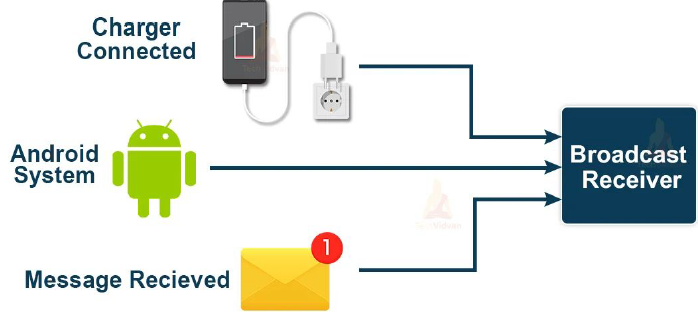 Charger
Connected
Android
System
Broadcast
Receiver
1
Message Recieved